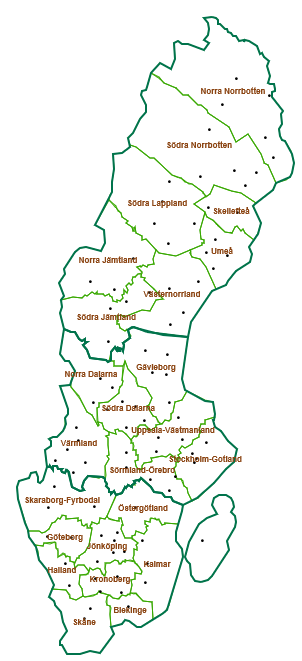 Norra Norrbotten
Södra Norrbotten
Södra Lappland
Skellefteå
Umeå
Norra Jämtland
Västernorrland
Södra Jämtland
Gävleborg
Norra Dalarna
Södra Dalarna
Uppsala-Västmanland
Värmland
Stockholm-Gotland
Sörmland-Örebro
Skaraborg-Fyrbodal
Östergötland
Göteborg
Jönköping
Halland
Kalmar
Kronoberg
Blekinge
Skåne